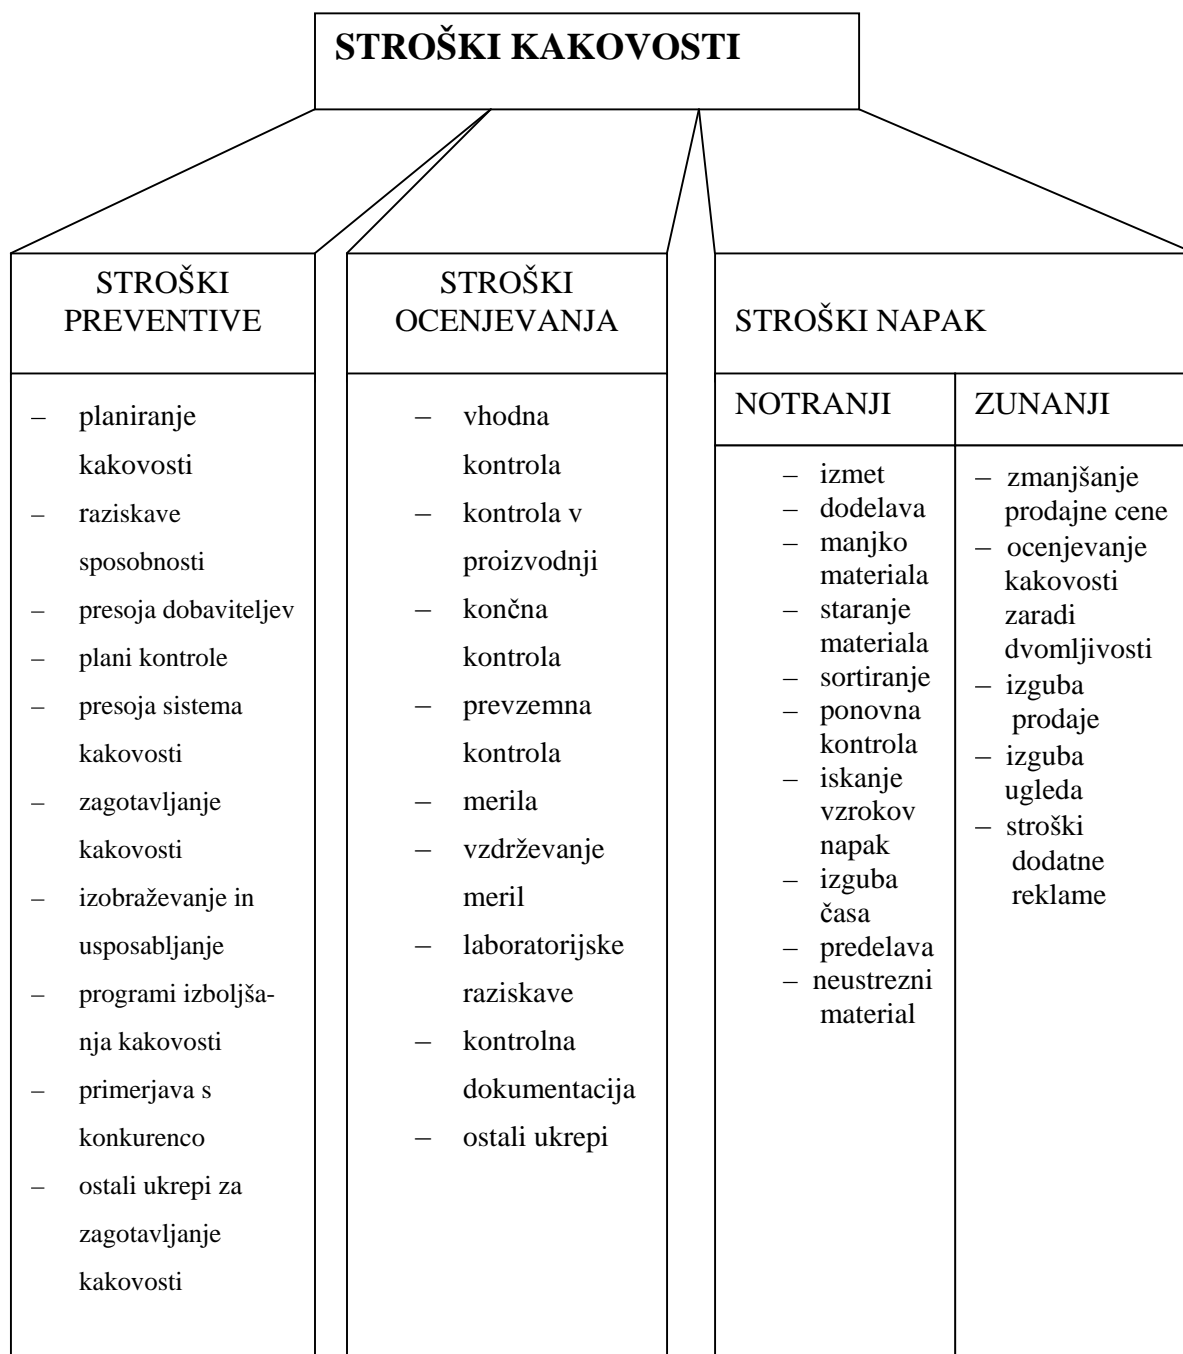 STROŠKI KAKOVOSTI
STROŠKI
PREVENTIVE
– planiranje
kakovosti
– raziskave
sposobnosti
– presoja dobaviteljev
– plani kontrole
– presoja sistema
kakovosti
– zagotavljanje
kakovosti
– izobraževanje in
usposabljanje
– programi izboljša-
nja kakovosti
– primerjava s
konkurenco
– ostali ukrepi za
zagotavljanje
kakovosti
STROŠKI
OCENJEVANJA
– vhodna
kontrola
– kontrola v
proizvodnji
– končna
kontrola
– prevzemna
kontrola
– merila
– vzdrževanje
meril
– laboratorijske
raziskave
– kontrolna
dokumentacija
– ostali ukrepi
STROŠKI NAPAK
NOTRANJI
– izmet
– dodelava
– manjko
materiala
– staranje
materiala
– sortiranje
– ponovna
kontrola
– iskanje
vzrokov
napak
– izguba
časa
– predelava
– neustrezni
material
ZUNANJI
– zmanjšanje
prodajne cene
– ocenjevanje
kakovosti
zaradi
dvomljivosti
– izguba
prodaje
– izguba
ugleda
– stroški
dodatne
reklame